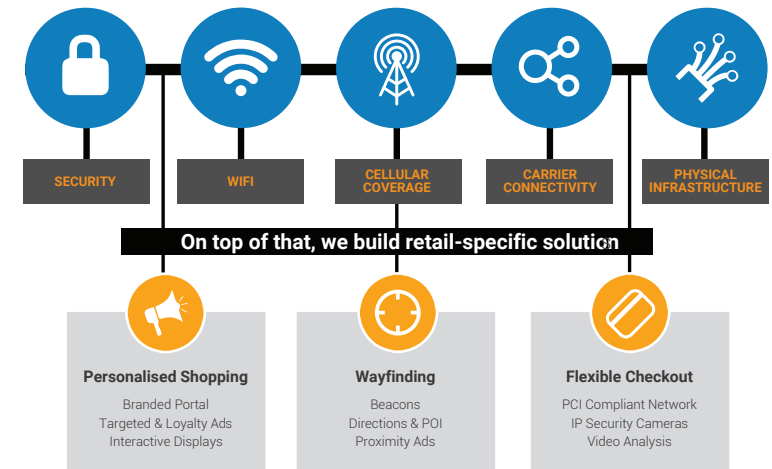 SECURITY
WIFI
CELLULAR
COVERAGE
CARRIER
CONNECTIVITY
PHYSICAL
INFRASTRUCTURE
On top of that, we build retail-specific solution
Personalised Shopping
Branded Portal
Targeted & Loyalty Ads
Interactive Displays
Wayfinding
Beacons
Directions & POI
Proximity Ads
Flexible Checkout
PCI Compliant Network
IP Security Cameras
Video Analysis